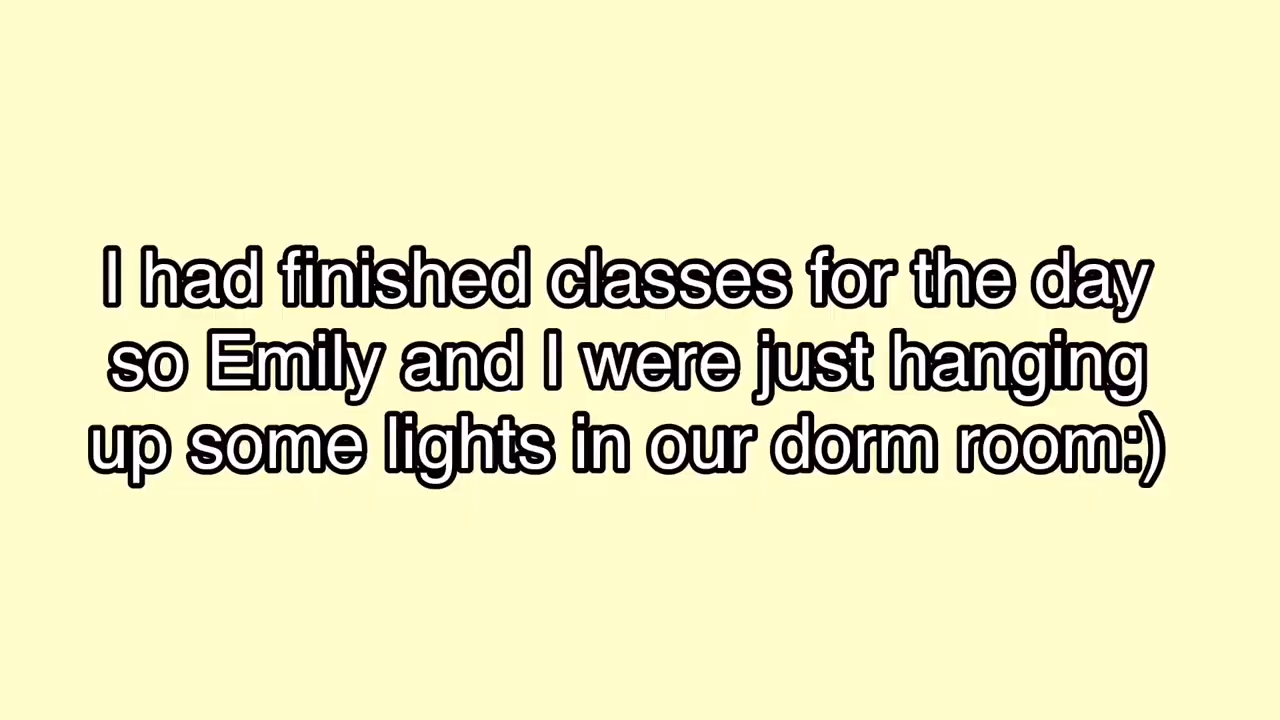 I had finished classes for the day
so Emily and I were just hanging
up some lights in our dorm room:)